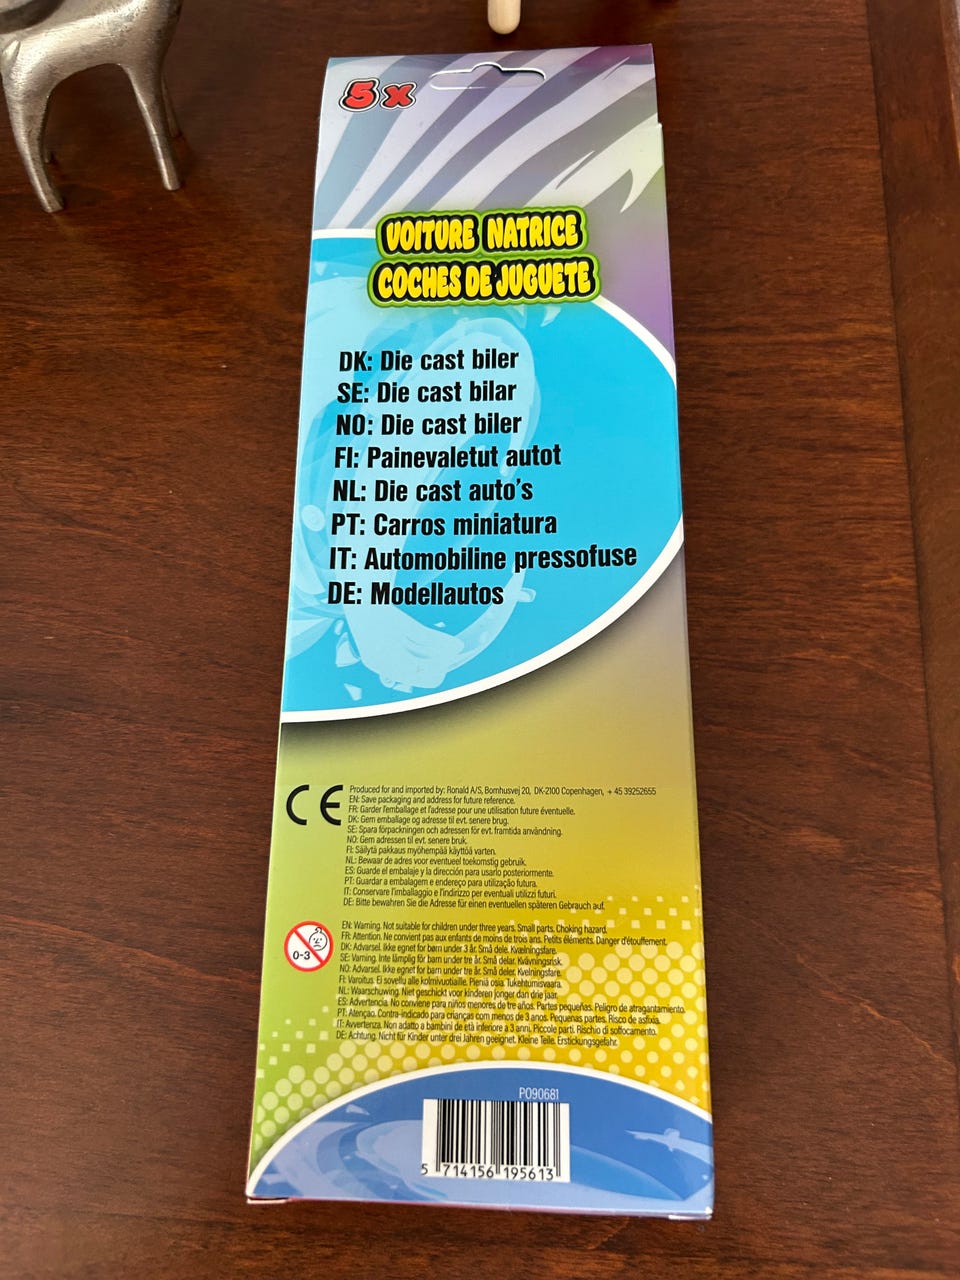 5 x
VOITURE NATRICE
COCHES DE JUGUETE
DK: Die cast biler
SE: Die cast bilar
NO: Die cast biler
FI: Painevaletut autot
NL: Die cast auto's
PT: Carros miniatura
IT: Automobiline pressofuse
DE: Modellautos
CE
Produced for and imported by: Ronald A/S, Bomhusvej 20, DK-2100 Copenhagen, + 45 39252655
EN: Save packaging and address for future reference.
FR: Garder l'emballage et l'adresse pour une utilisation future éventuelle.
DK: Gem emballage og adresse til evt. senere brug.
SE: Spara förpackningen och adressen för evt. framtida användning.
NO: Gem adressen til evt. senere bruk.
FI: Säilytä pakkaus myöhempää käyttöä varten.
NL: Bewaar de adres voor eventueel toekomstig gebruik.
ES: Guarde el embalaje y la dirección para usarlo posteriormente.
PT: Guardar a embalagem e endereço para utilização futura.
IT: Conservare l'imballaggio e l'indirizzo per eventuali utilizzi futuri.
DE: Bitte bewahren Sie die Adresse für einen eventuellen späteren Gebrauch auf.
0-3
EN: Warning. Not suitable for children under three years. Small parts. Choking hazard.
FR: Attention. Ne convient pas aux enfants de moins de trois ans. Petits éléments. Danger d'étouffement.
DK: Advarsel. Ikke egnet for børn under 3 år. Små dele. Kvælningsfare.
SE: Varning. Inte lämplig för barn under tre år. Små delar. Kvävningsrisk.
NO: Advarsel. Ikke egnet for barn under tre år. Små deler. Kvelningsfare.
FI: Varoitus. Ei sovellu alle kolmivuotiaille. Pieniä osia. Tukehtumisvaara.
NL: Waarschuwing. Niet geschickt voor kinderen jonger dan drie jaar.
ES: Advertencia. No conviene para niños menores de tre años. Partes pequeñas. Peligro de atragantamiento.
PT: Atençao. Contra-indicado para crianças com menos de 3 anos. Pequenas partes. Risco de asfixia.
IT: Avvertenza. Non adatto a bambini de età inferiore a 3 anni. Piccole parti. Rischio di soffocamento.
DE: Achtung. Nicht für Kinder unter drei Jahren geeignet. Kleine Teile. Erstickungsgefahr.
PO90681
5 714156 195613